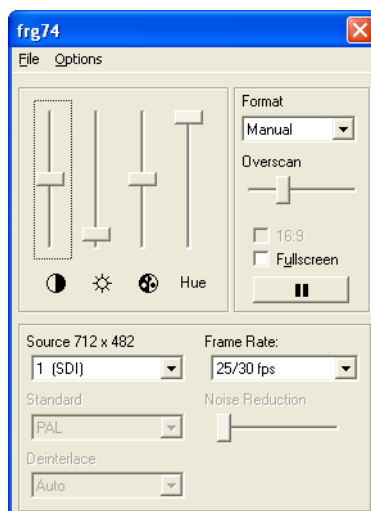 frg74
File Options
Format
Manual
Overscan
16:9
Fullscreen
Hue
Source 712 x 482
1 (SDI)
Frame Rate:
25/30 fps
Standard
PAL
Noise Reduction
Deinterlace
Auto